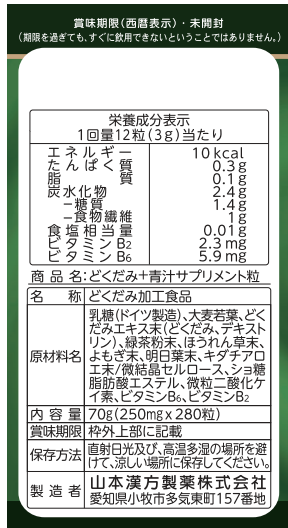 賞味期限(西暦表示)・未開封
(期限を過ぎても、すぐに飲用できないということではありません。)
栄養成分表示
1回量12粒(3g)当たり
エネルギー 10kcal
たんぱく質 0.3g
脂質 0.1g
炭水化物 2.4g
−糖質 1.4g
−食物繊維 1g
食塩相当量 0.01g
ビタミンB2 2.3mg
ビタミンB6 5.9mg
商品名:どくだみ+青汁サプリメント粒
名称 どくだみ加工食品
原材料名 乳糖(ドイツ製造)、大麦若葉、どく
だみエキス末(どくだみ、デキスト
リン)、緑茶粉末、ほうれん草末、
よもぎ末、明日葉末、キダチアロ
エ末/微結晶セルロース、ショ糖
脂肪酸エステル、微粒二酸化ケ
イ素、ビタミンB6、ビタミンB2
内容量 70g(250mg×280粒)
賞味期限 枠外上部に記載
保存方法 直射日光及び、高温多湿の場所を避
けて、涼しい場所に保存してください。
製造者 山本漢方製薬株式会社
愛知県小牧市多気東町157番地